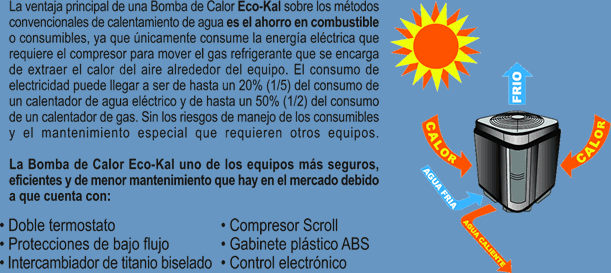 La ventaja principal de una Bomba de Calor Eco-Kal sobre los métodos
convencionales de calentamiento de agua es el ahorro en combustible
o consumibles, ya que únicamente consume la energía eléctrica que
requiere el compresor para mover el gas refrigerante que se encarga
de extraer el calor del aire alrededor del equipo. El consumo de
electricidad puede llegar a ser de hasta un 20% (1/5) del consumo de
un calentador de agua eléctrico y de hasta un 50% (1/2) del consumo
de un calentador de gas. Sin los riesgos de manejo de los consumibles
y el mantenimiento especial que requieren otros equipos.
La Bomba de Calor Eco-Kal uno de los equipos más seguros,
eficientes y de menor mantenimiento que hay en el mercado debido
a que cuenta con:
• Doble termostato
• Protecciones de bajo flujo
• Intercambiador de titanio biselado
• Compresor Scroll
• Gabinete plástico ABS
• Control electrónico
FRIO
CALOR
CALOR
AGUA FRIA
AGUA CALIENTE